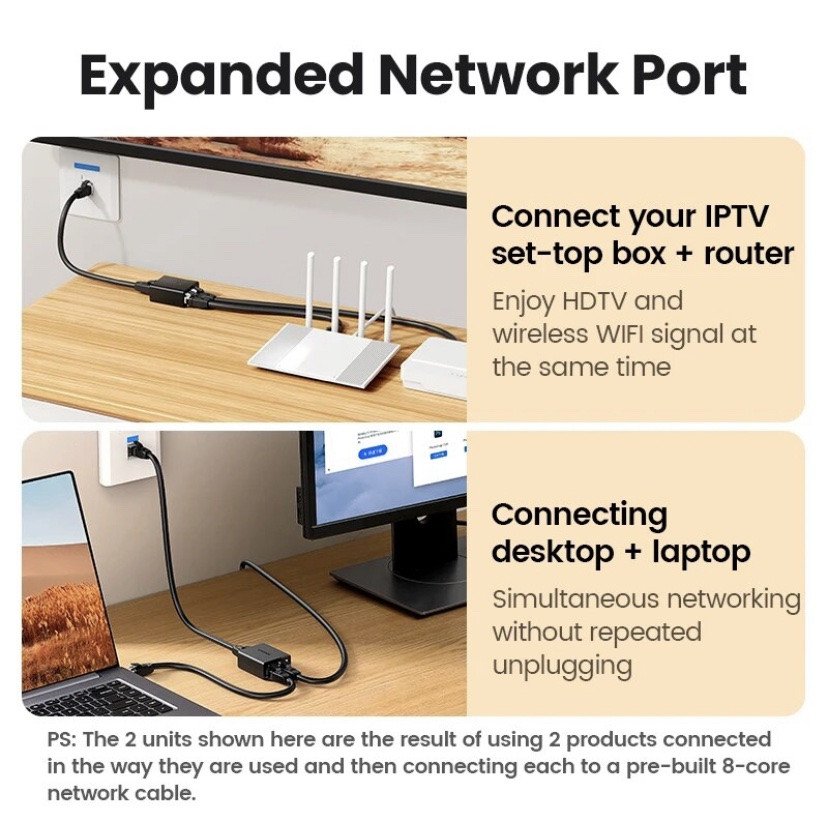 Expanded Network Port
Connect your IPTV
set-top box + router
Enjoy HDTV and
wireless WIFI signal at
the same time
Connecting
desktop + laptop
Simultaneous networking
without repeated
unplugging
PS: The 2 units shown here are the result of using 2 products connected
in the way they are used and then connecting each to a pre-built 8-core
network cable.